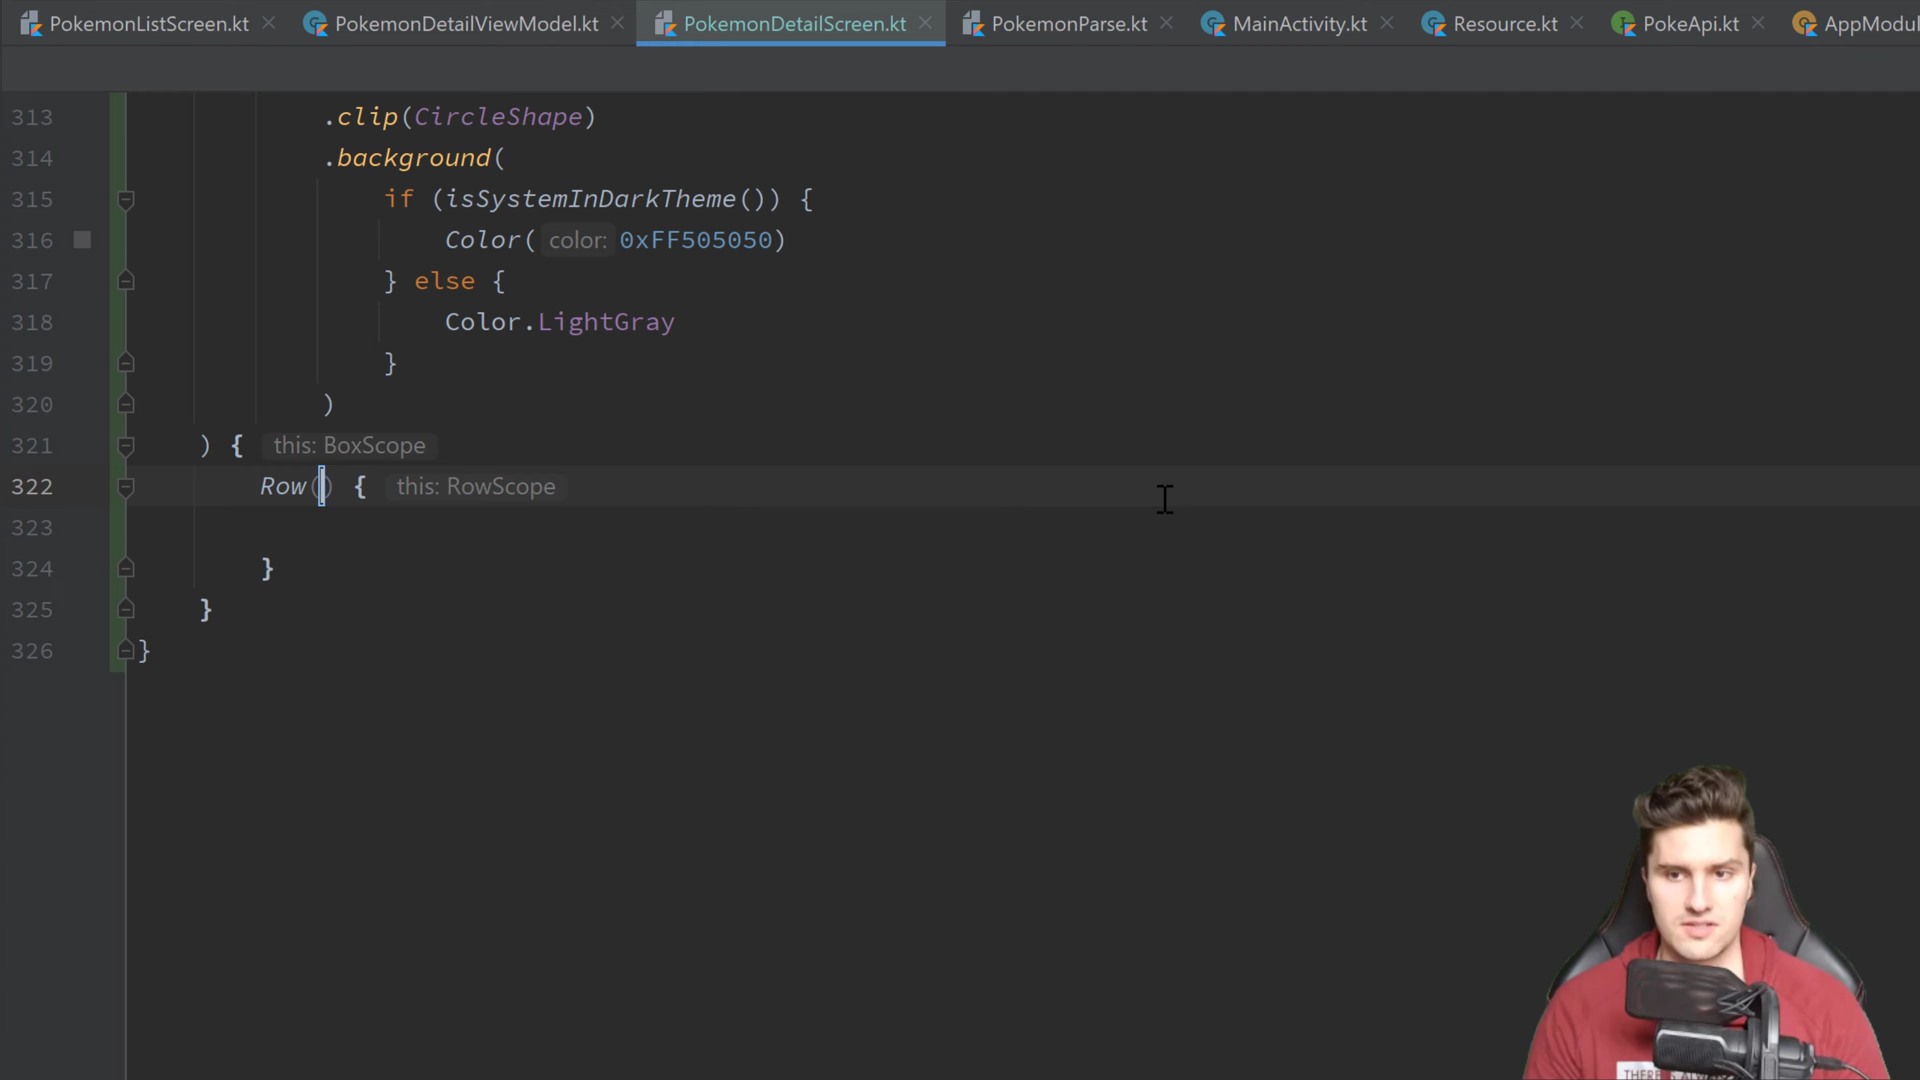 PokemonListScreen.kt PokemonDetailViewModel.kt PokemonDetailScreen.kt PokemonParse.kt MainActivity.kt Resource.kt PokeApi.kt AppModul
313 .clip(CircleShape)
314 .background(
315 if (isSystemInDarkTheme()) {
316 Color( color: 0xFF505050)
317 } else {
318 Color.LightGray
319 }
320 )
321 ) { this: BoxScope
322 Row() { this: RowScope
323
324 }
325 }
326 }